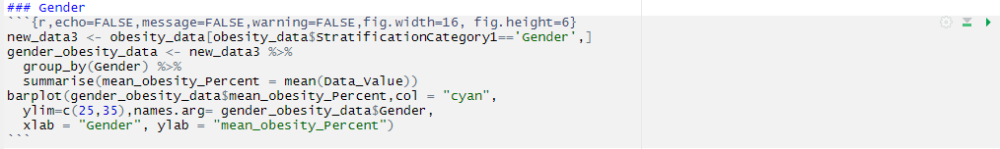 ### Gender
```{r,echo=FALSE,message=FALSE,warning=FALSE,fig.width=16, fig.height=6}
new_data3 <- obesity_data[obesity_data$StratificationCategory1=='Gender',]
gender_obesity_data <- new_data3 %>%
  group_by(Gender) %>%
  summarise(mean_obesity_Percent = mean(Data_Value))
barplot(gender_obesity_data$mean_obesity_Percent,col = "cyan",
  ylim=c(25,35),names.arg= gender_obesity_data$Gender,
  xlab = "Gender", ylab = "mean_obesity_Percent")
```